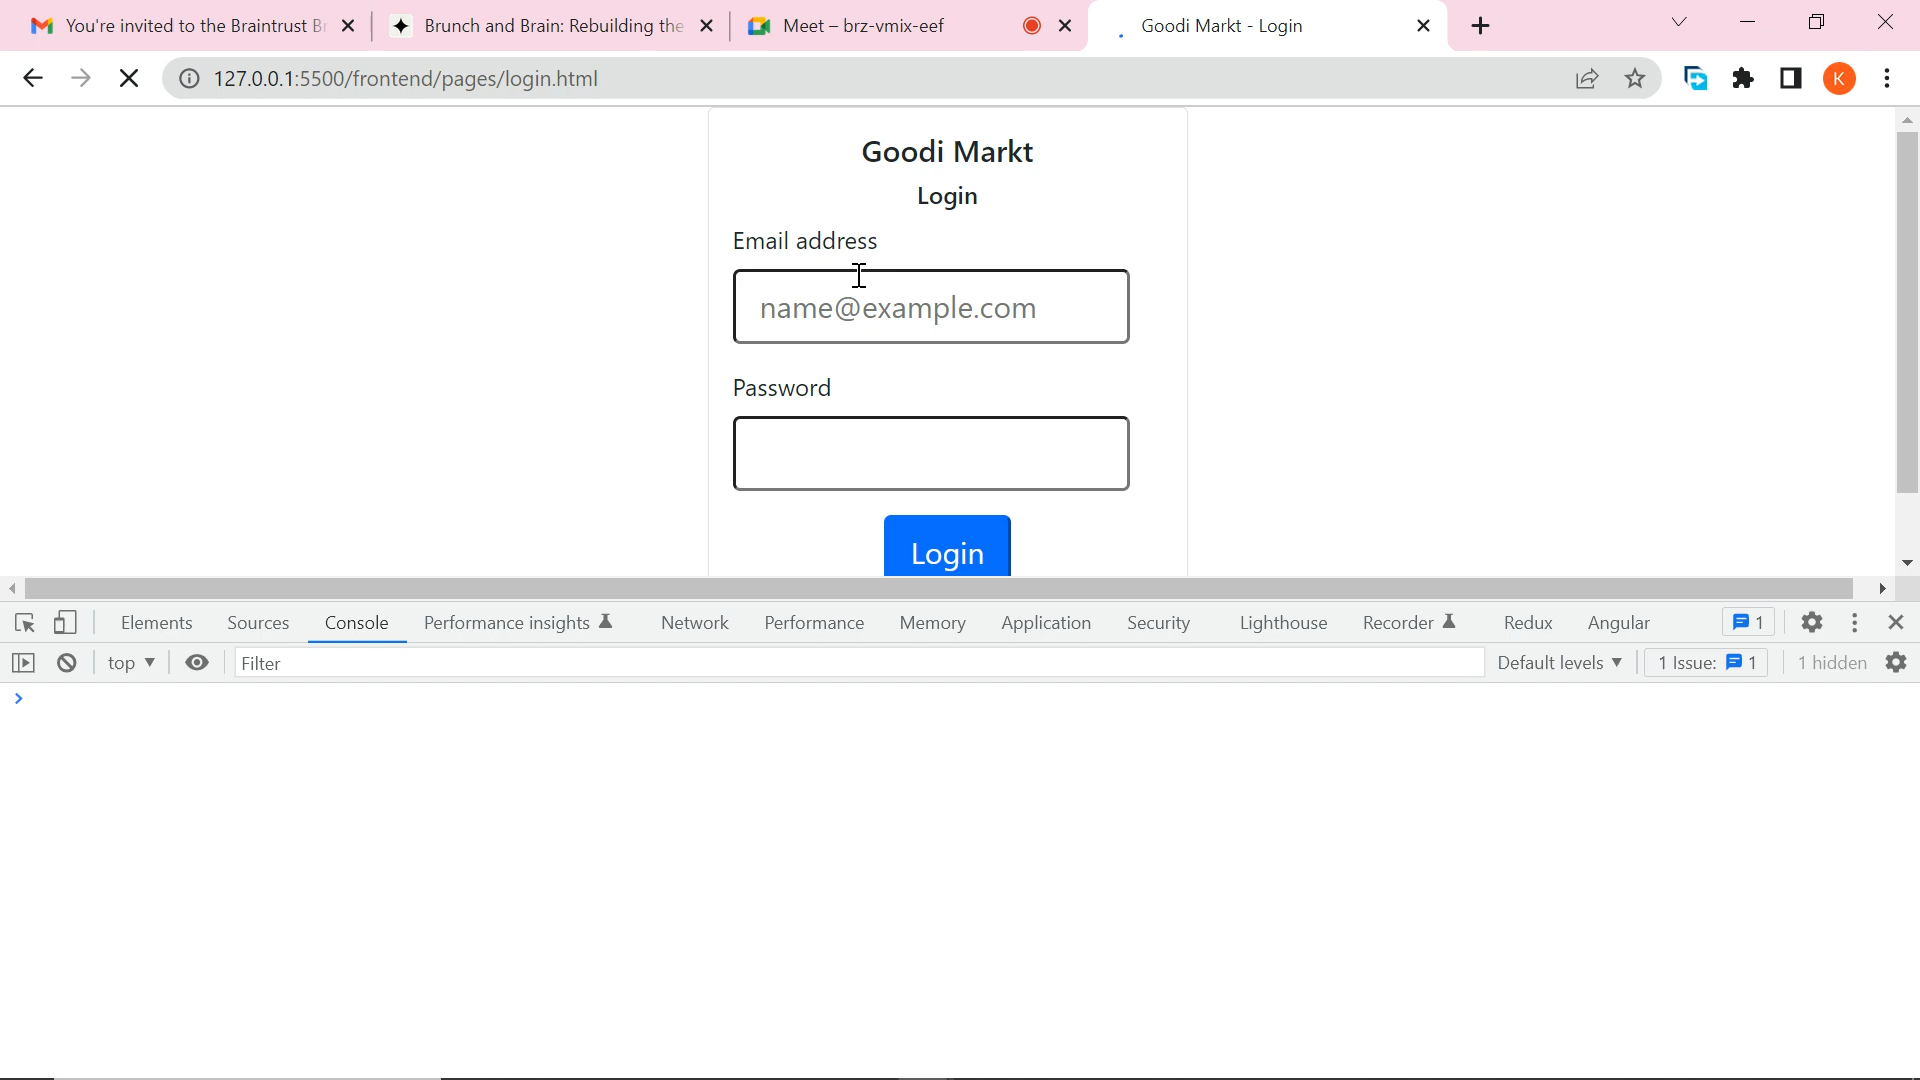 You're invited to the Braintrust Br
Brunch and Brain: Rebuilding the
Meet – brz-vmix-eef
Goodi Markt - Login
127.0.0.1:5500/frontend/pages/login.html
K
Goodi Markt
Login
Email address
name@example.com
Password
Login
Elements Sources Console Performance insights Network Performance Memory Application Security Lighthouse Recorder Redux Angular 1
top Filter Default levels 1 Issue: 1 1 hidden